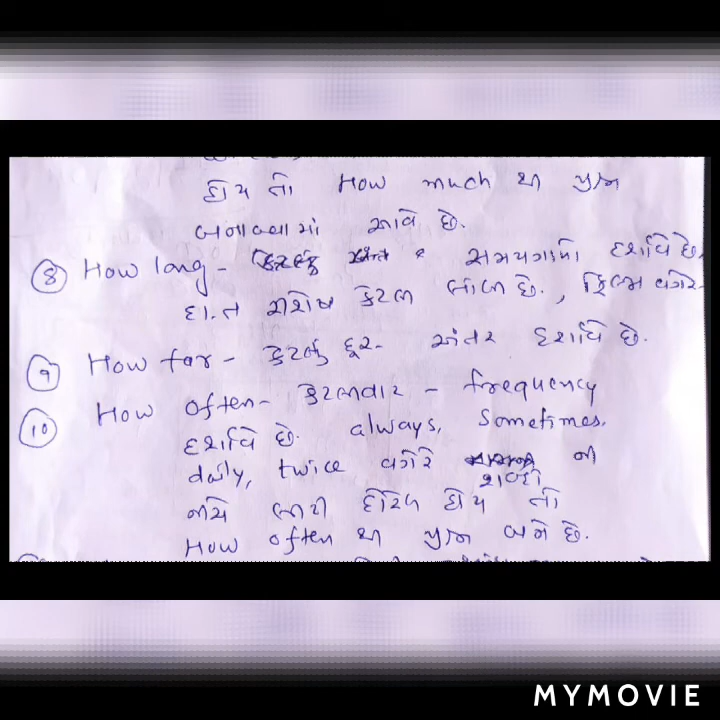 હોય તો How much થી પ્રશ્ન
બનાવવામાં આવે છે.
⑧ How long - સમયગાળો દર્શાવે છે.
દા.ત કેટલ છે., ફિલ્મ વગેરે
⑨ How far - કેટલું દૂર - અંતર દર્શાવે છે.
⑩ How often - કેટલીવાર - frequency
દર્શાવે છે. always, sometimes,
daily, twice વગેરે શબ્દો ની
નીચે લીટી દોરેલ હોય તો
How often થી પ્રશ્ન બને છે.
MYMOVIE